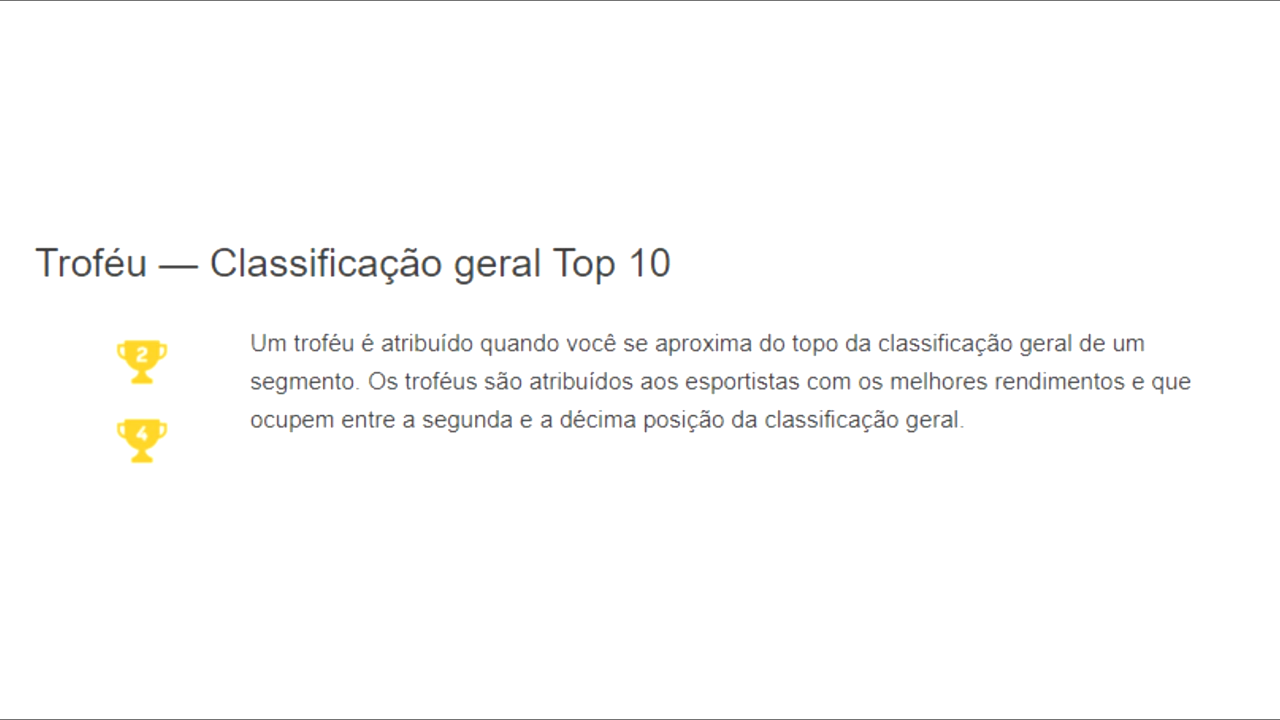 Troféu — Classificação geral Top 10
2
Um troféu é atribuído quando você se aproxima do topo da classificação geral de um
segmento. Os troféus são atribuídos aos esportistas com os melhores rendimentos e que
4
ocupem entre a segunda e a décima posição da classificação geral.